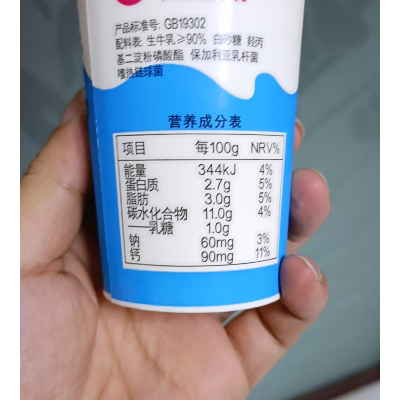 产品标准号: GB19302
配料表: 生牛乳≥90% 白砂糖 羟丙
基二淀粉磷酸酯 保加利亚乳杆菌
嗜热链球菌
营养成分表
项目 每100g NRV%
能量 344kJ 4%
蛋白质 2.7g 5%
脂肪 3.0g 5%
碳水化合物 11.0g 4%
——乳糖 1.0g
钠 60mg 3%
钙 90mg 11%